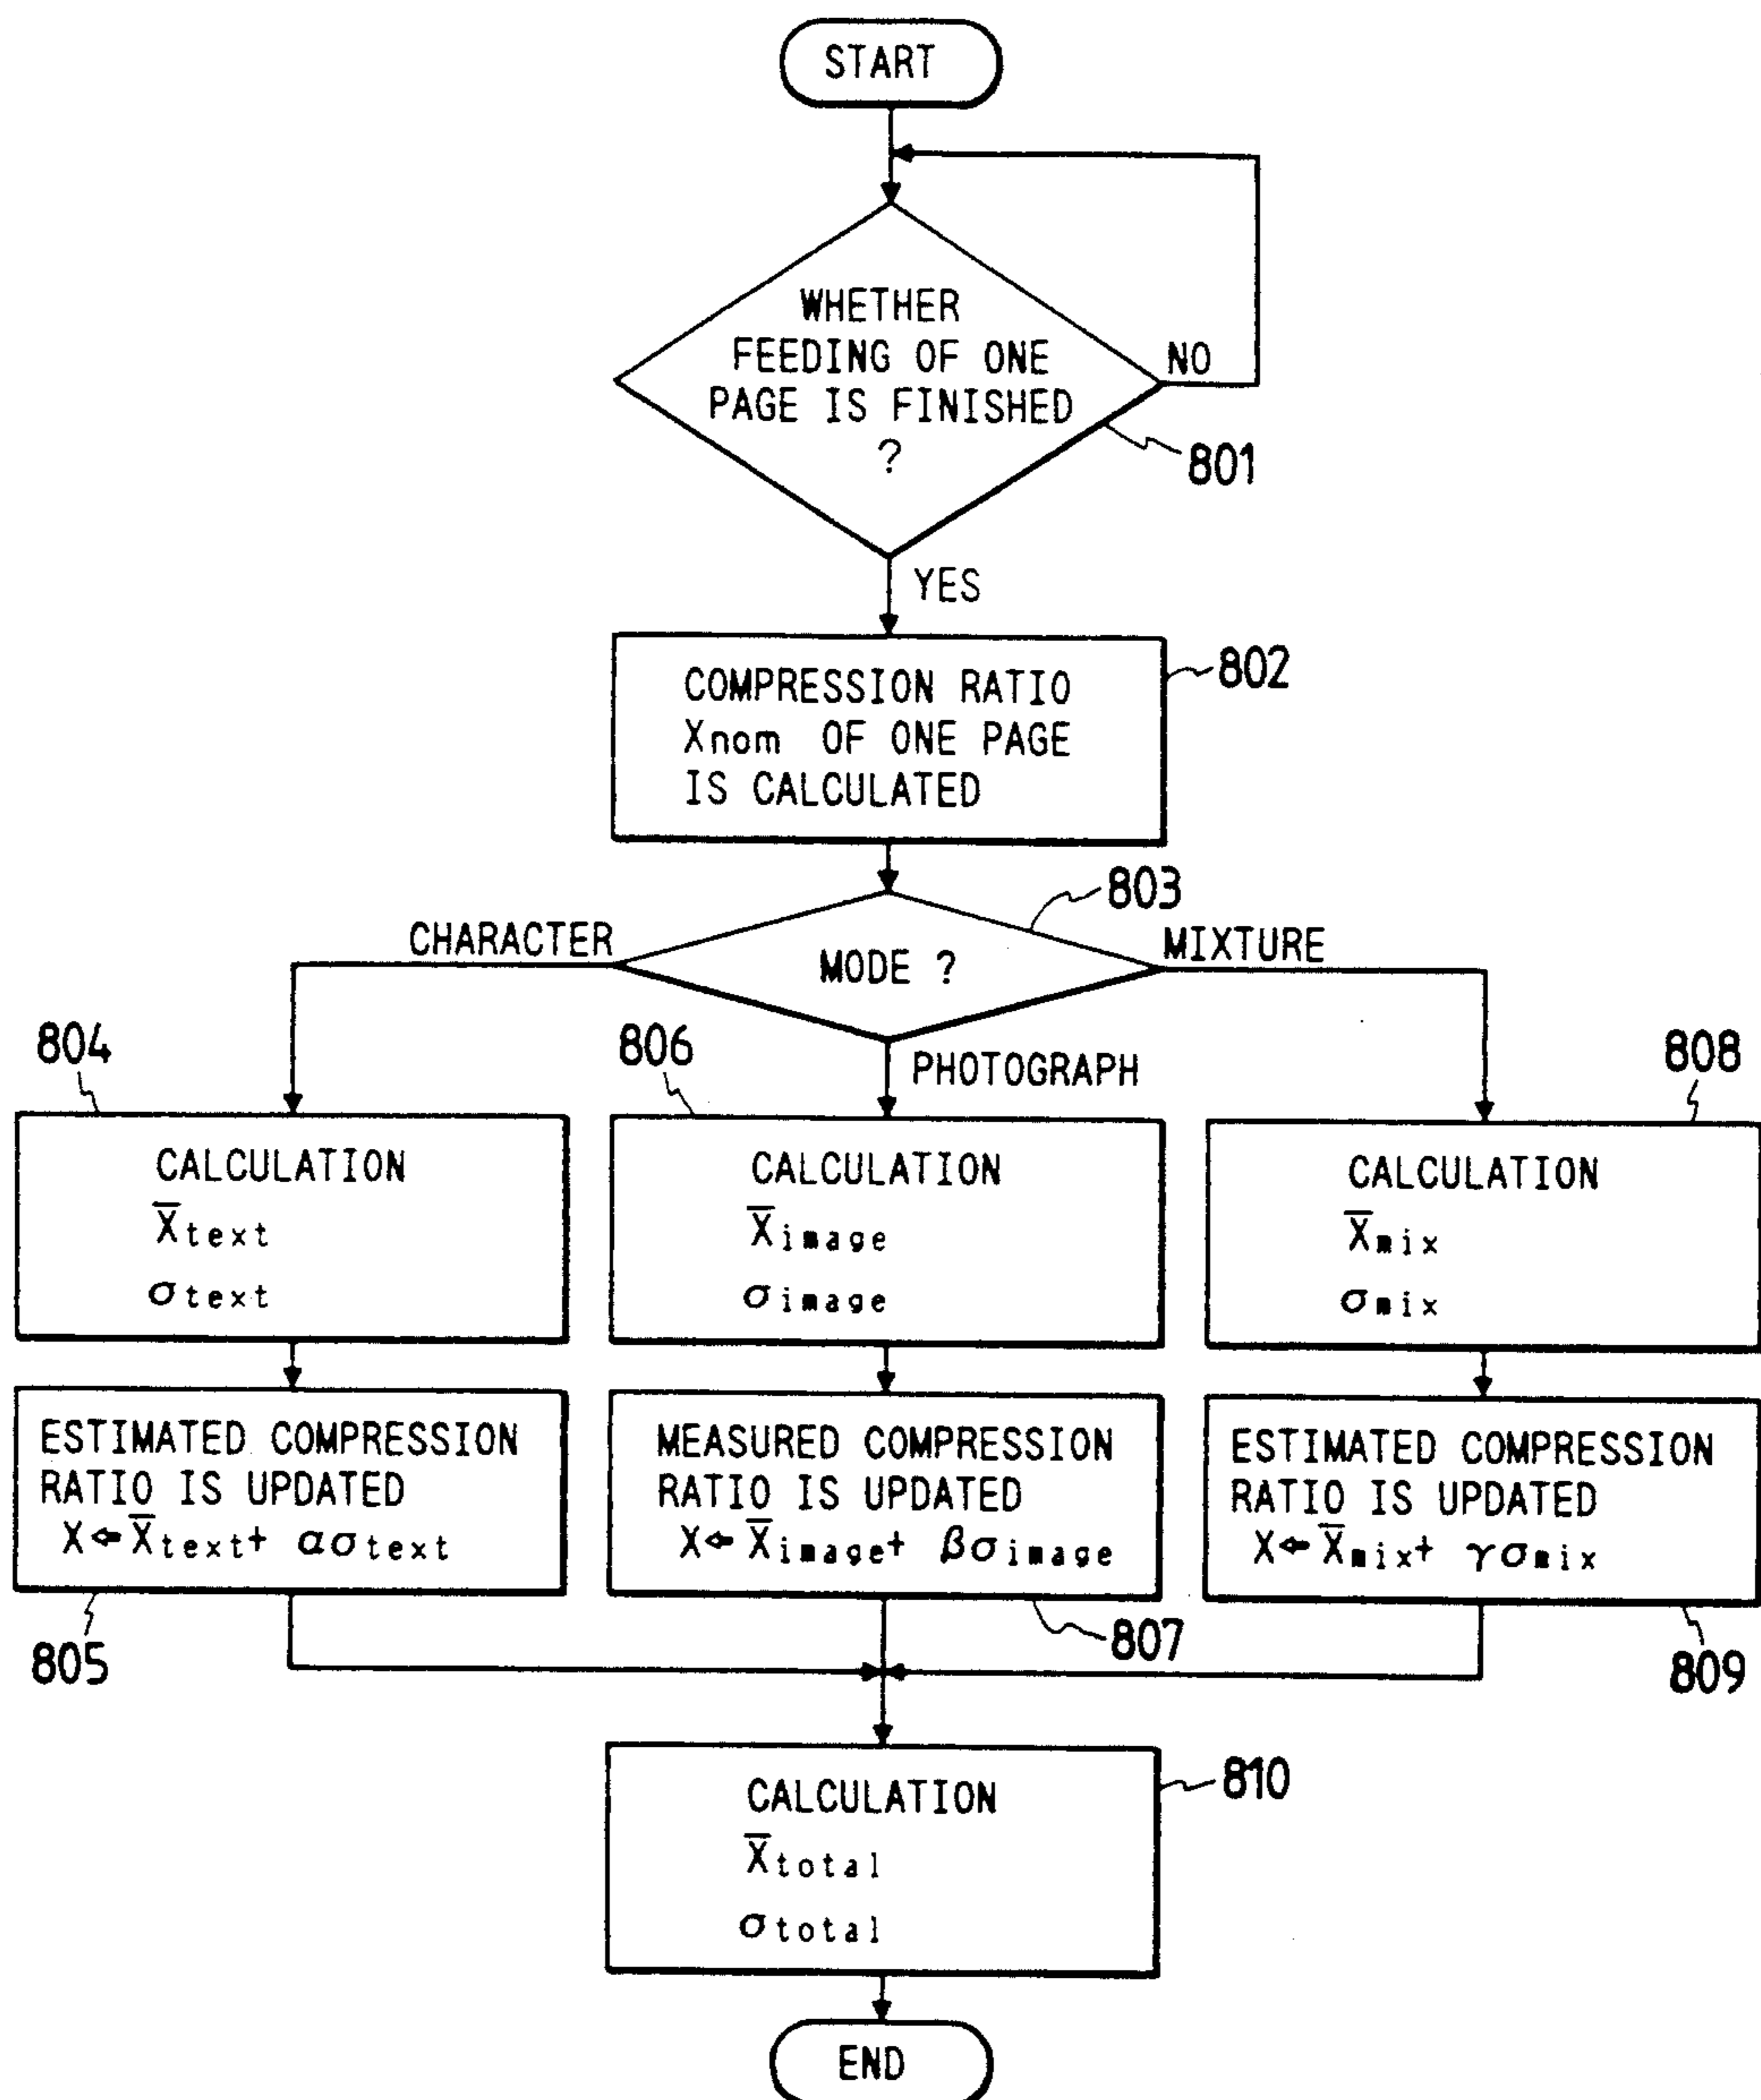 START
WHETHER
FEEDING OF ONE
PAGE IS FINISHED
?
NO
801
YES
COMPRESSION RATIO
Xnom OF ONE PAGE
IS CALCULATED
802
803
CHARACTER
MODE ?
MIXTURE
PHOTOGRAPH
804
CALCULATION
X̄text
σtext
806
CALCULATION
X̄image
σimage
808
CALCULATION
X̄mix
σmix
ESTIMATED COMPRESSION
RATIO IS UPDATED
X⇐X̄text+ ασtext
805
MEASURED COMPRESSION
RATIO IS UPDATED
X⇐X̄image+ βσimage
807
ESTIMATED COMPRESSION
RATIO IS UPDATED
X⇐X̄mix+ γσmix
809
CALCULATION
X̄total
σtotal
810
END